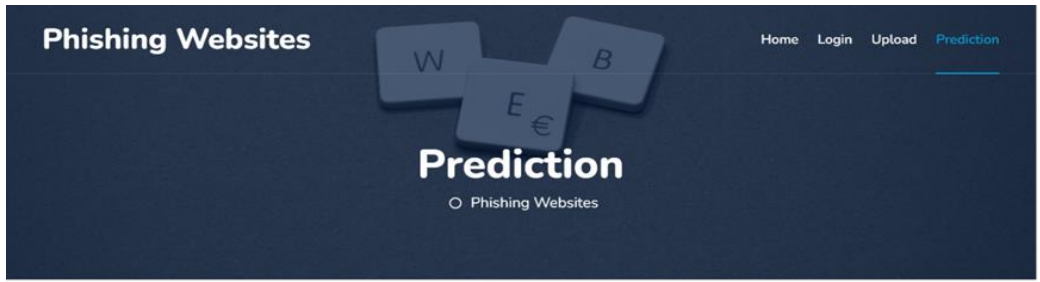 Phishing Websites
Home Login Upload Prediction
W B
E €
Prediction
Phishing Websites